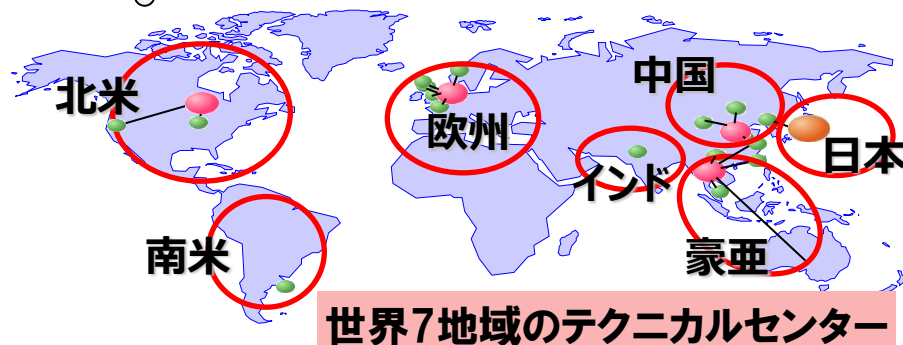 北米
中国
欧州
日本
インド
南米
豪亜
世界7地域のテクニカルセンター